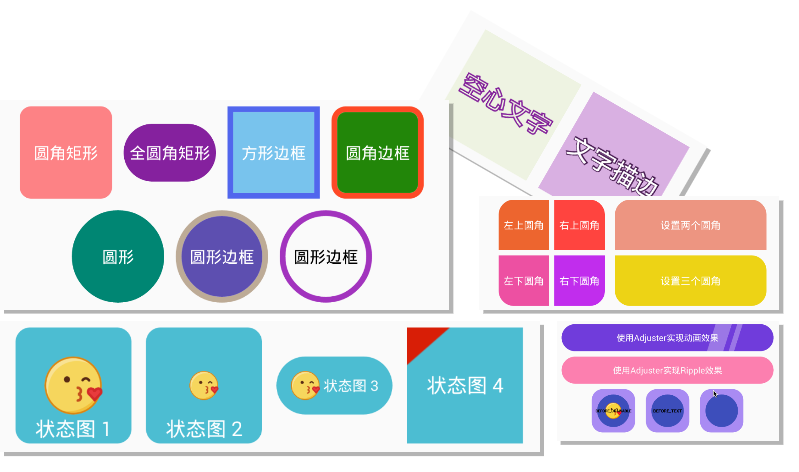 空心文字
文字描边
圆角矩形
全圆角矩形
方形边框
圆角边框
圆形
圆形边框
圆形边框
左上圆角
右上圆角
设置两个圆角
左下圆角
右下圆角
设置三个圆角
状态图 1
状态图 2
状态图 3
状态图 4
使用Adjuster实现动画效果
使用Adjuster实现Ripple效果
BEFORE_TEXT